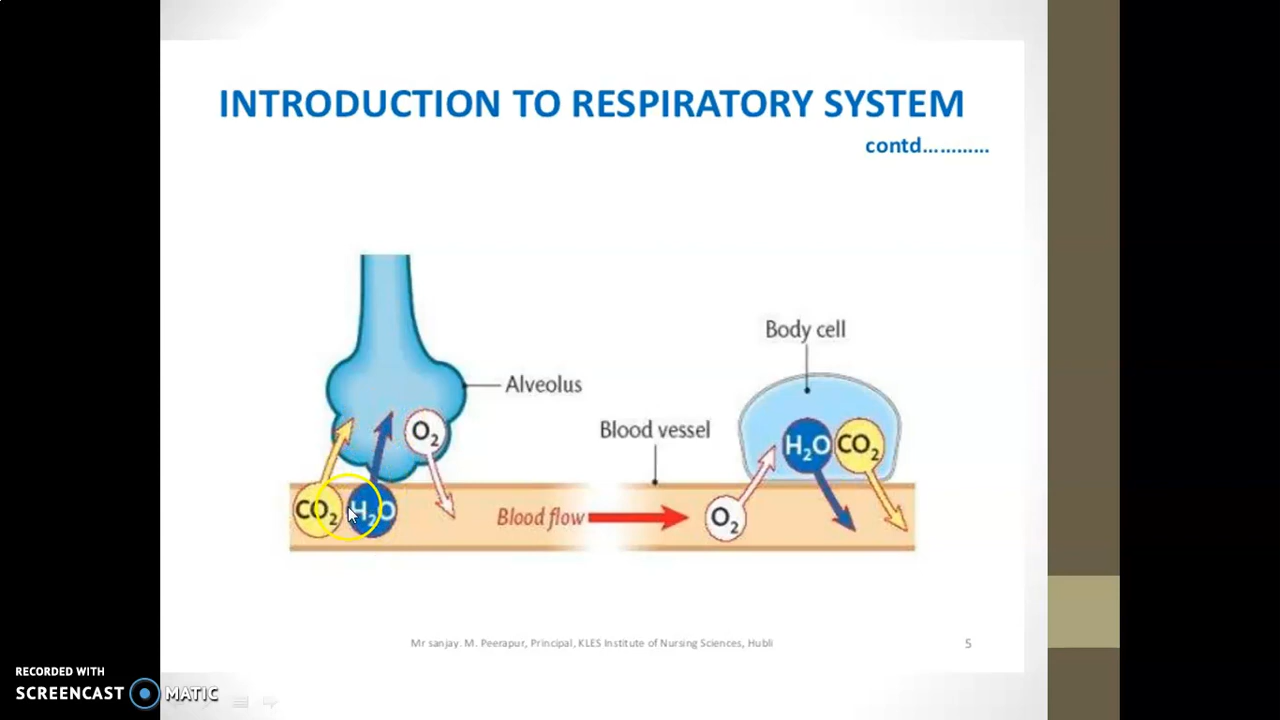 INTRODUCTION TO RESPIRATORY SYSTEM
contd............
Body cell
Alveolus
Blood vessel
O₂
H₂O CO₂
CO₂ H₂O
Blood flow
O₂
Mr sanjay. M. Peerapur, Principal, KLES Institute of Nursing Sciences, Hubli
5
RECORDED WITH
SCREENCAST MATIC